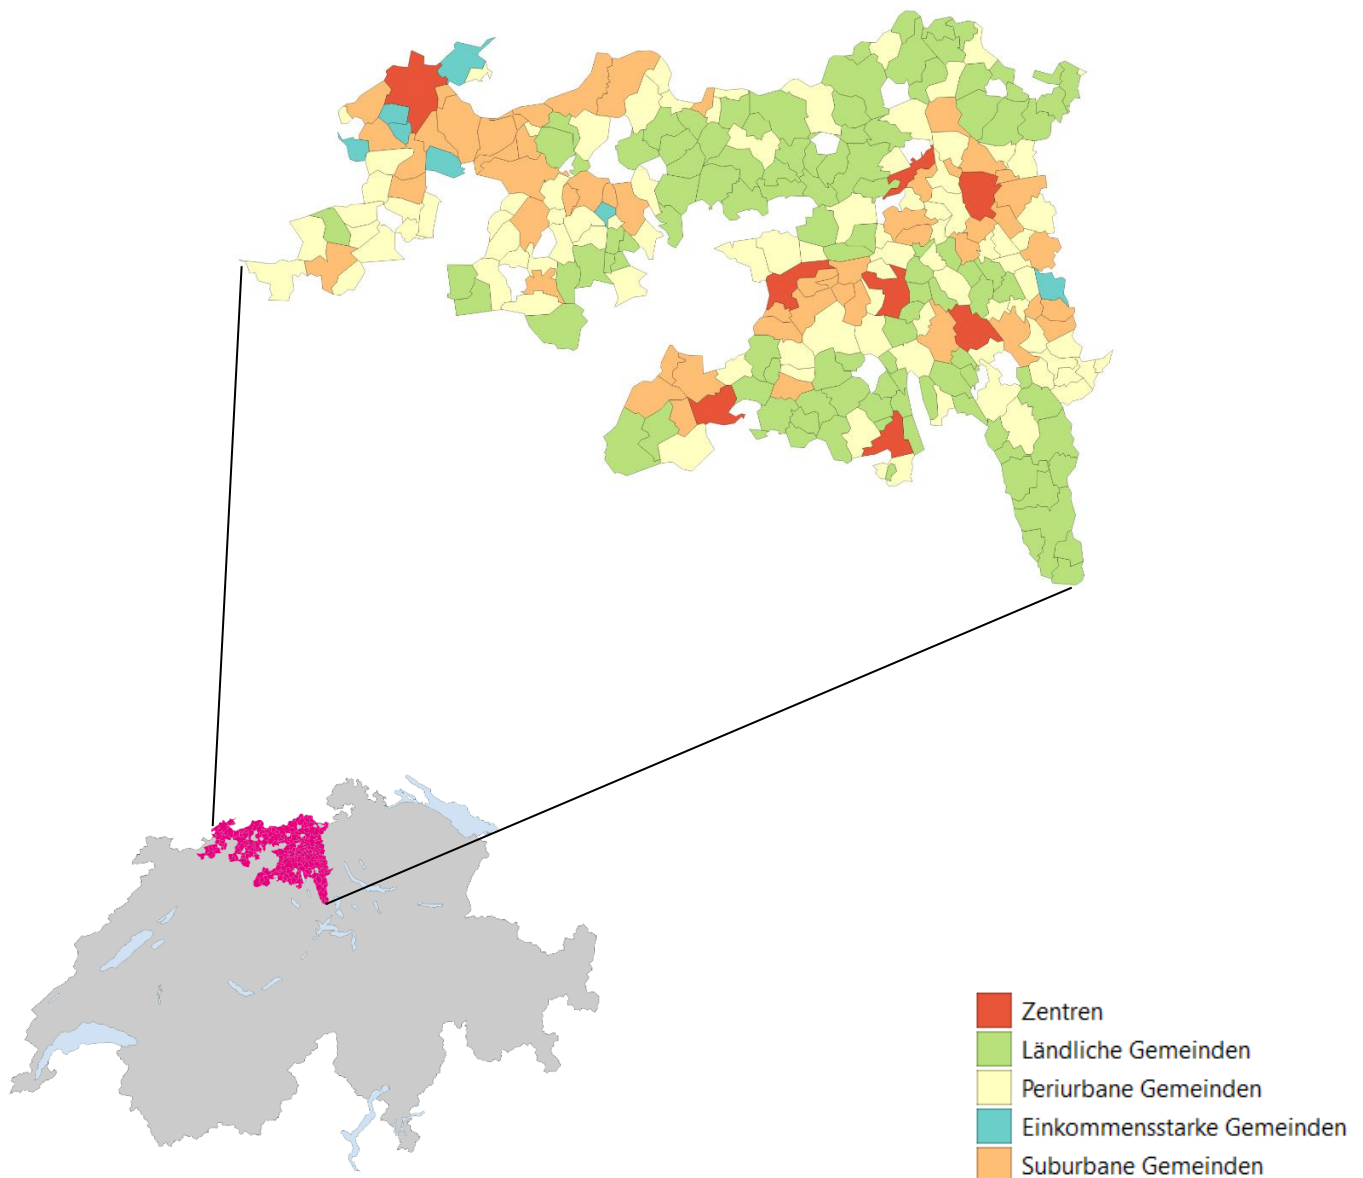 Zentren
Ländliche Gemeinden
Periurbane Gemeinden
Einkommensstarke Gemeinden
Suburbane Gemeinden